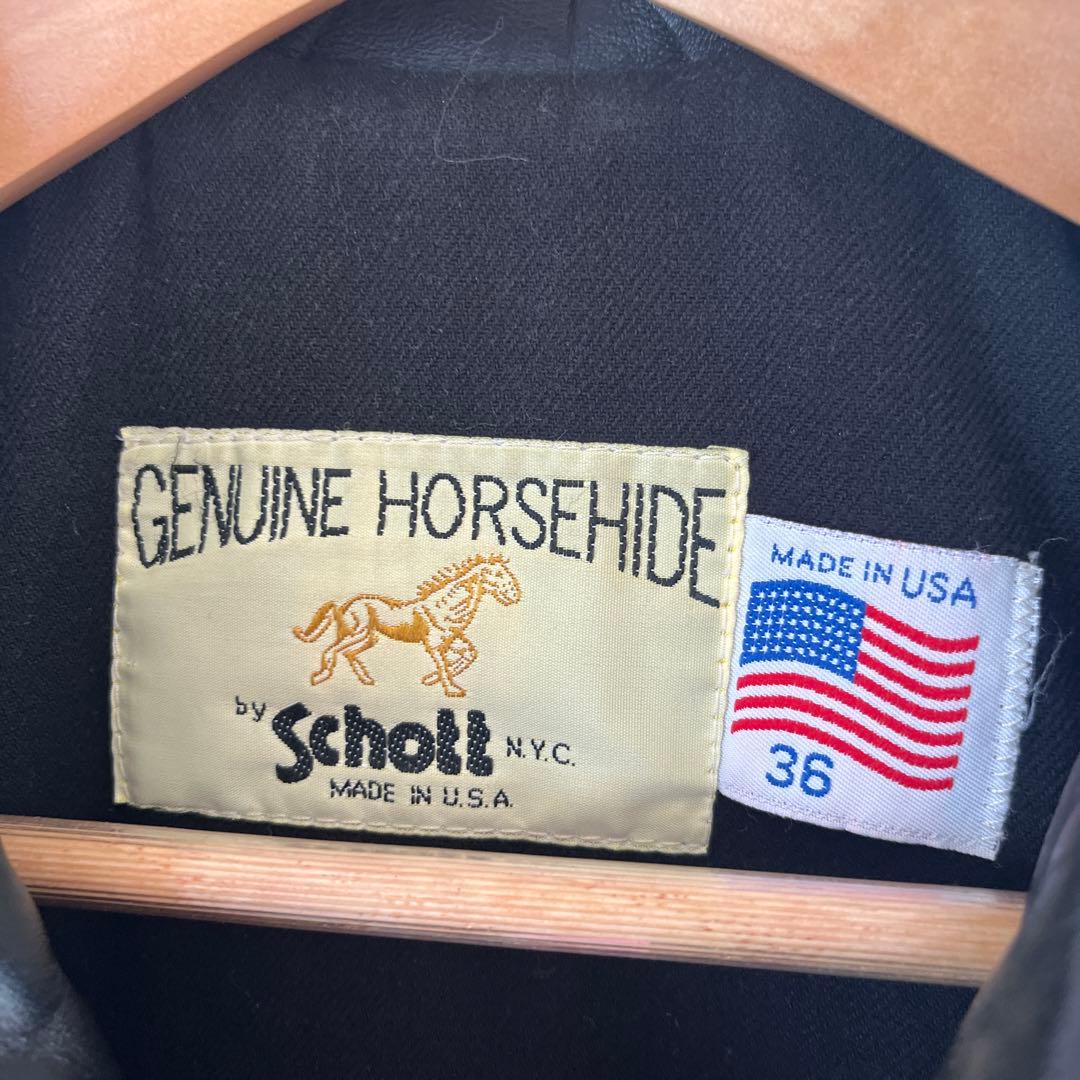 GENUINE HORSEHIDE
by Schott N.Y.C.
MADE IN U.S.A.
MADE IN USA
36